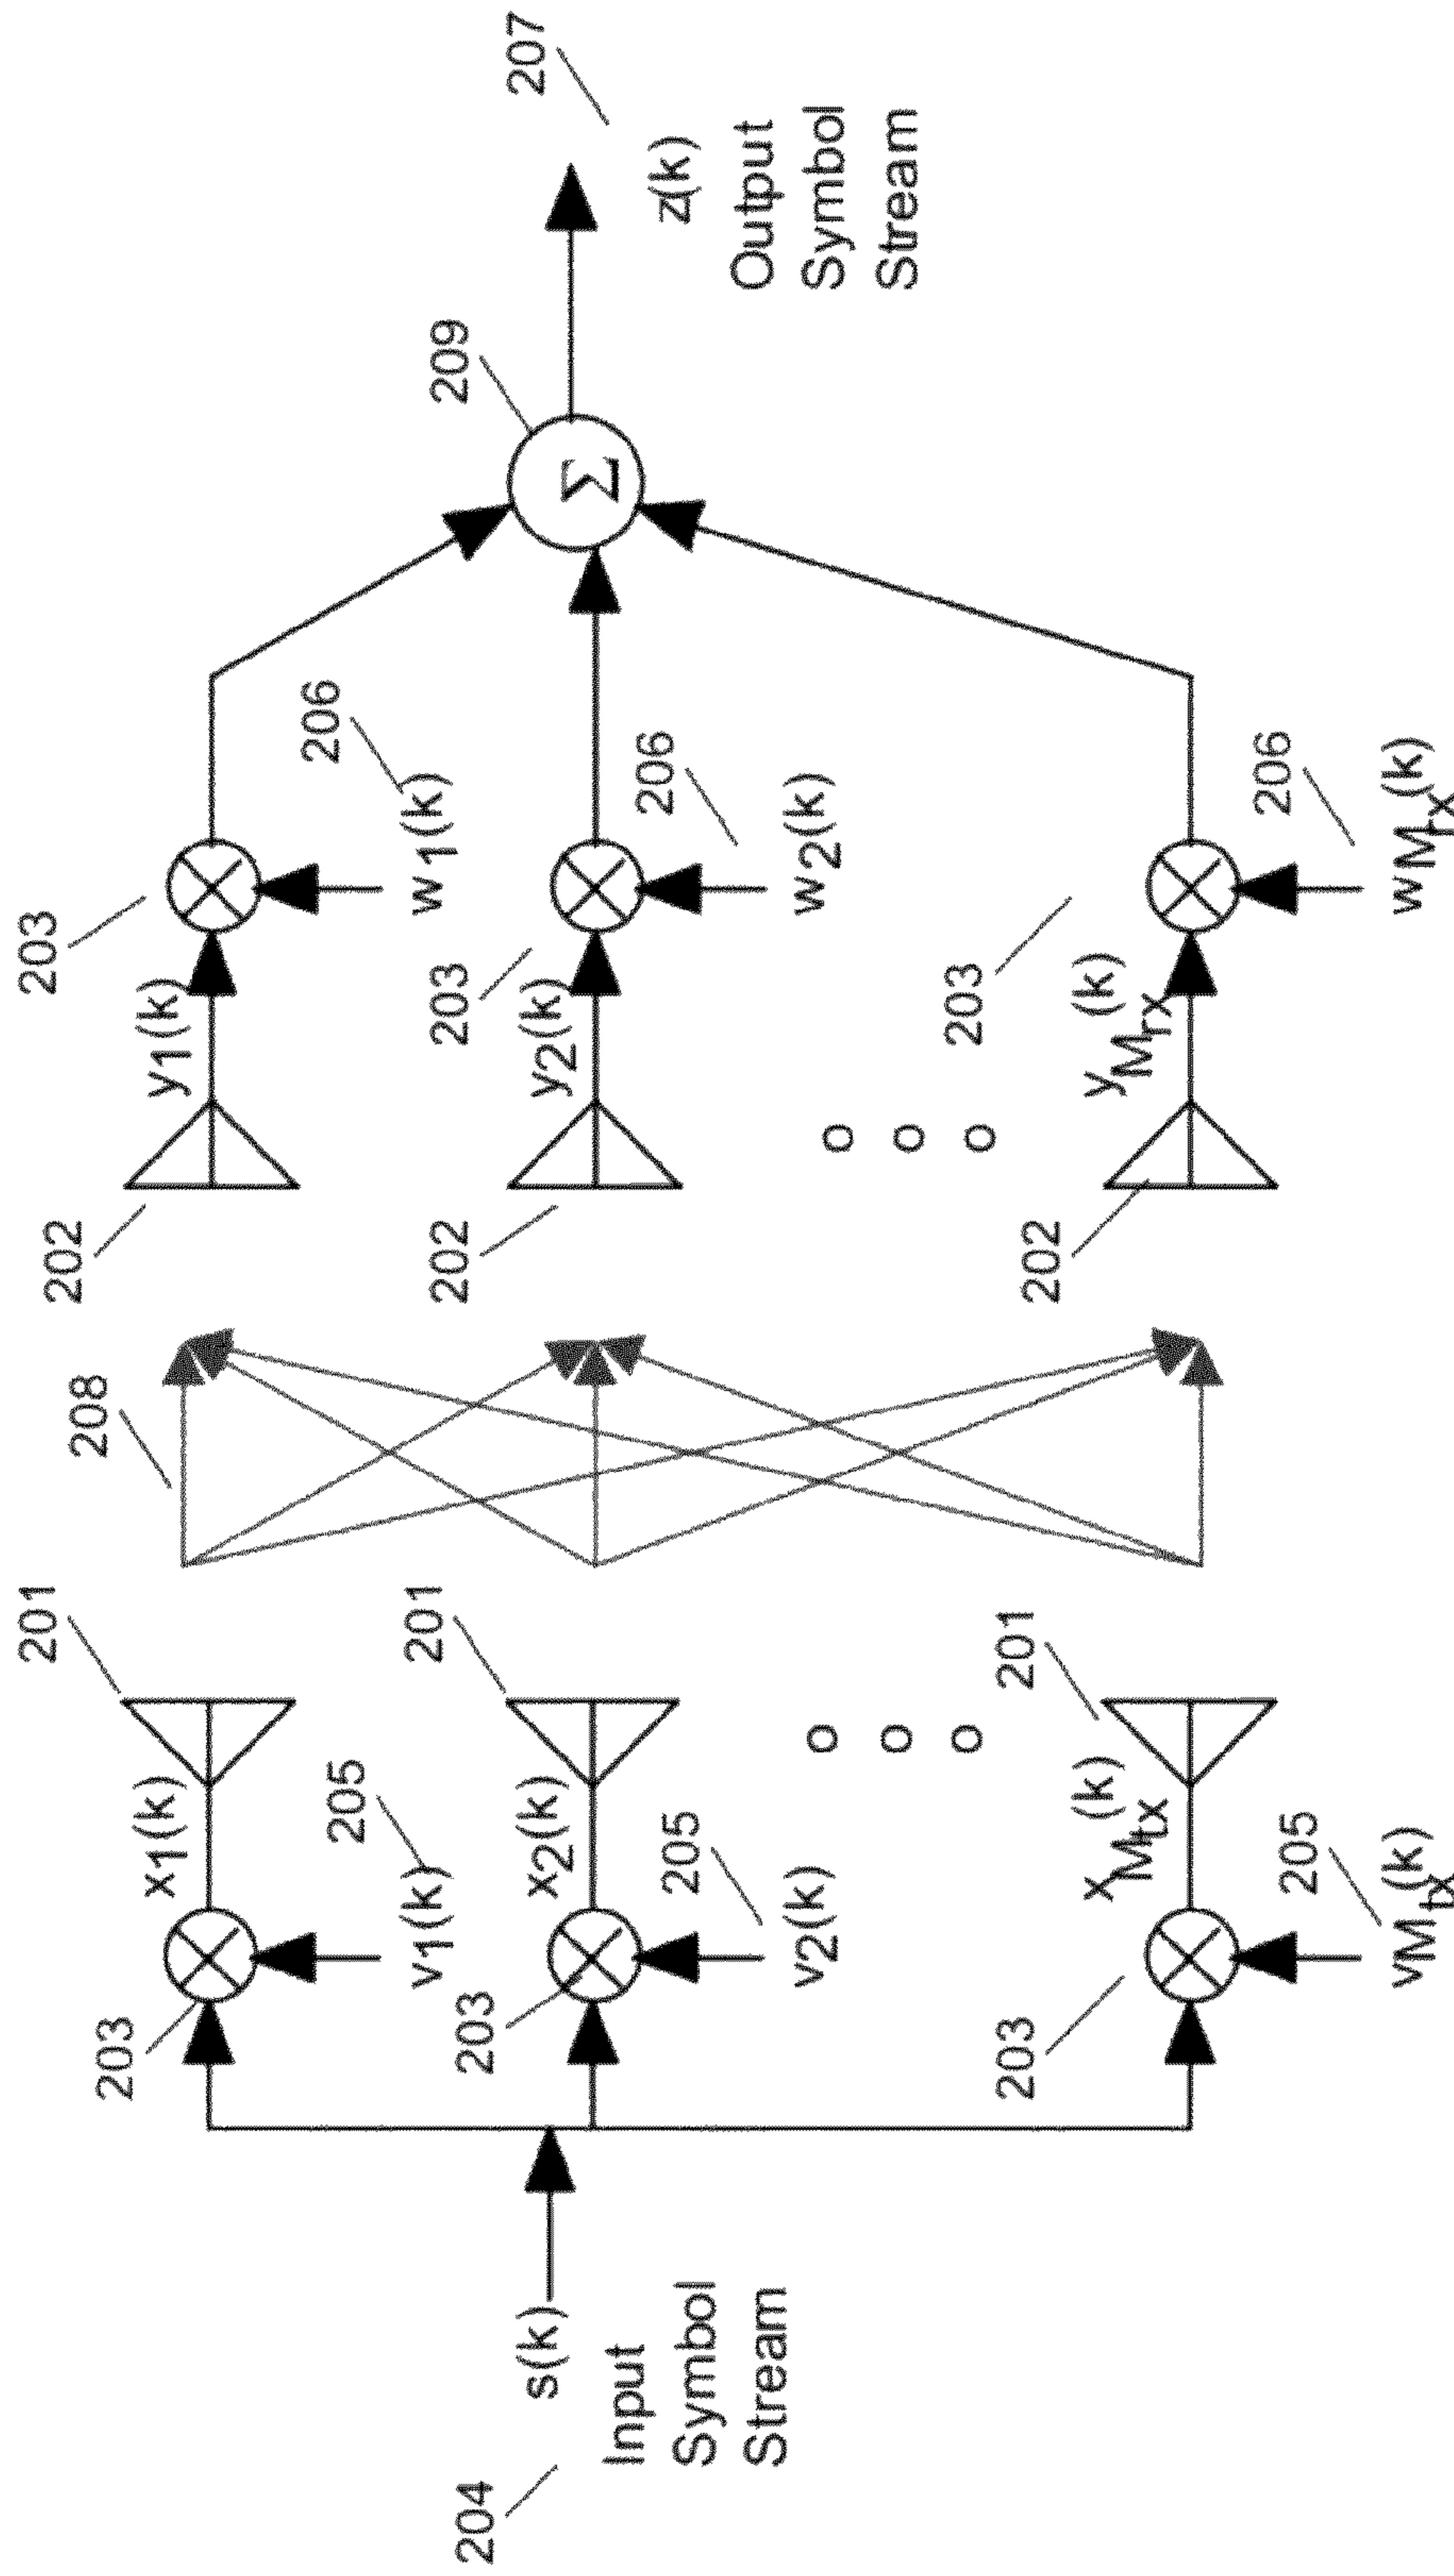 203
x1(k)
201
208
202
y1(k)
203
v1(k)
205
w1(k)
206
209
207
204
s(k)
Input
Symbol
Stream
203
x2(k)
201
202
203
y2(k)
Σ
z(k)
Output
Symbol
Stream
v2(k)
205
w2(k)
206
o o o
o o o
203
xMtx(k)
201
202
yMrx(k)
203
vMtx(k)
205
wMrx(k)
206